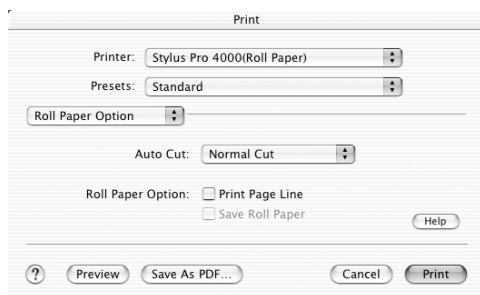 Print
Printer: Stylus Pro 4000(Roll Paper)
Presets: Standard
Roll Paper Option
Auto Cut: Normal Cut
Roll Paper Option: Print Page Line
Save Roll Paper
Help
? Preview Save As PDF... Cancel Print